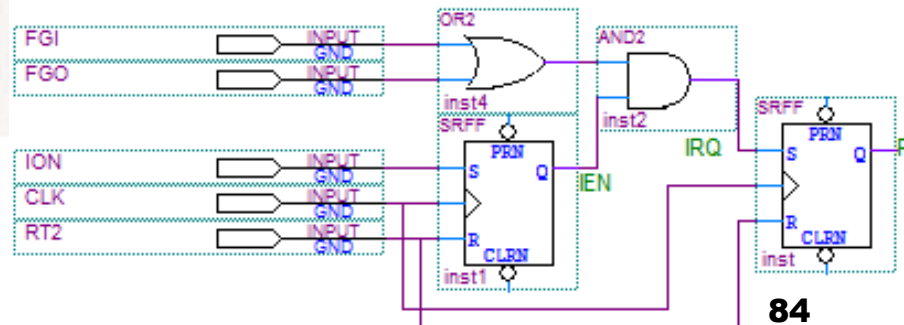 FGI
INPUT
GND
FGO
INPUT
GND
OR2
inst4
AND2
inst2
SRFF
PRN
S
Q
R
CLRN
inst1
IEN
IRQ
ION
INPUT
GND
CLK
INPUT
GND
RT2
INPUT
GND
SRFF
PRN
S
Q
R
CLRN
inst
84